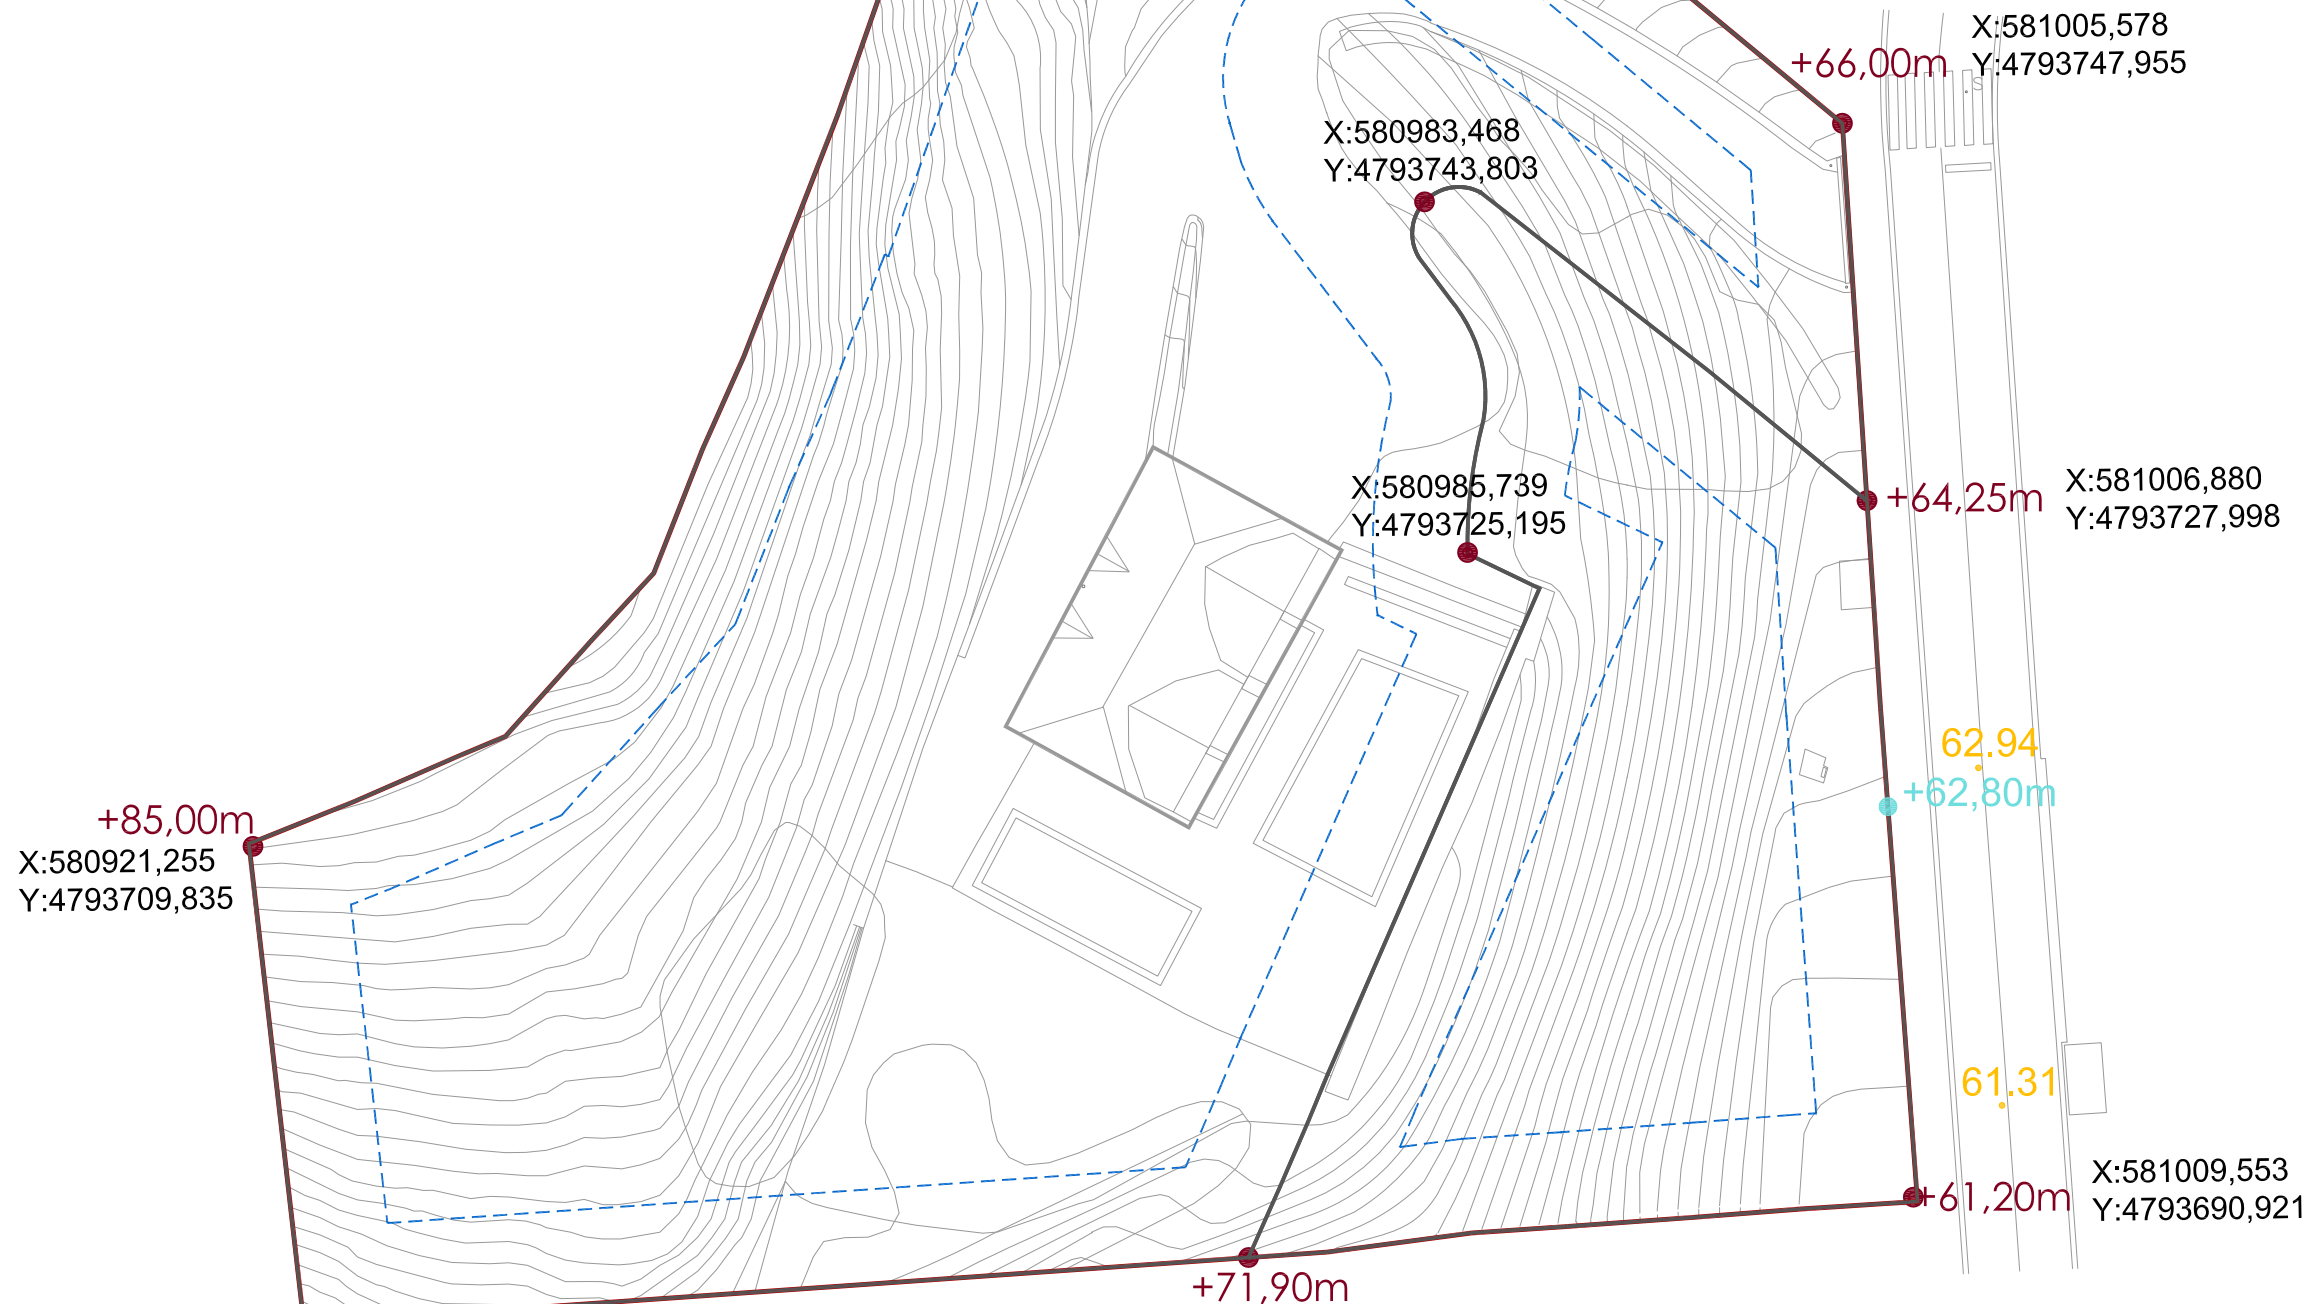 X:581005,578
+66,00m
Y:4793747,955
S
X:580983,468
Y:4793743,803
X:580985,739
Y:4793725,195
+64,25m
X:581006,880
Y:4793727,998
62.94
+62,80m
+85,00m
X:580921,255
Y:4793709,835
61.31
+61,20m
X:581009,553
Y:4793690,921
+71,90m